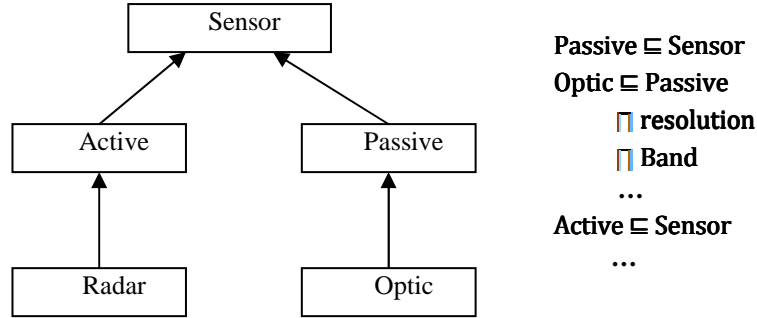 Sensor
Active
Passive
Radar
Optic
Passive ⊑ Sensor
Optic ⊑ Passive
∏ resolution
∏ Band
...
Active ⊑ Sensor
...